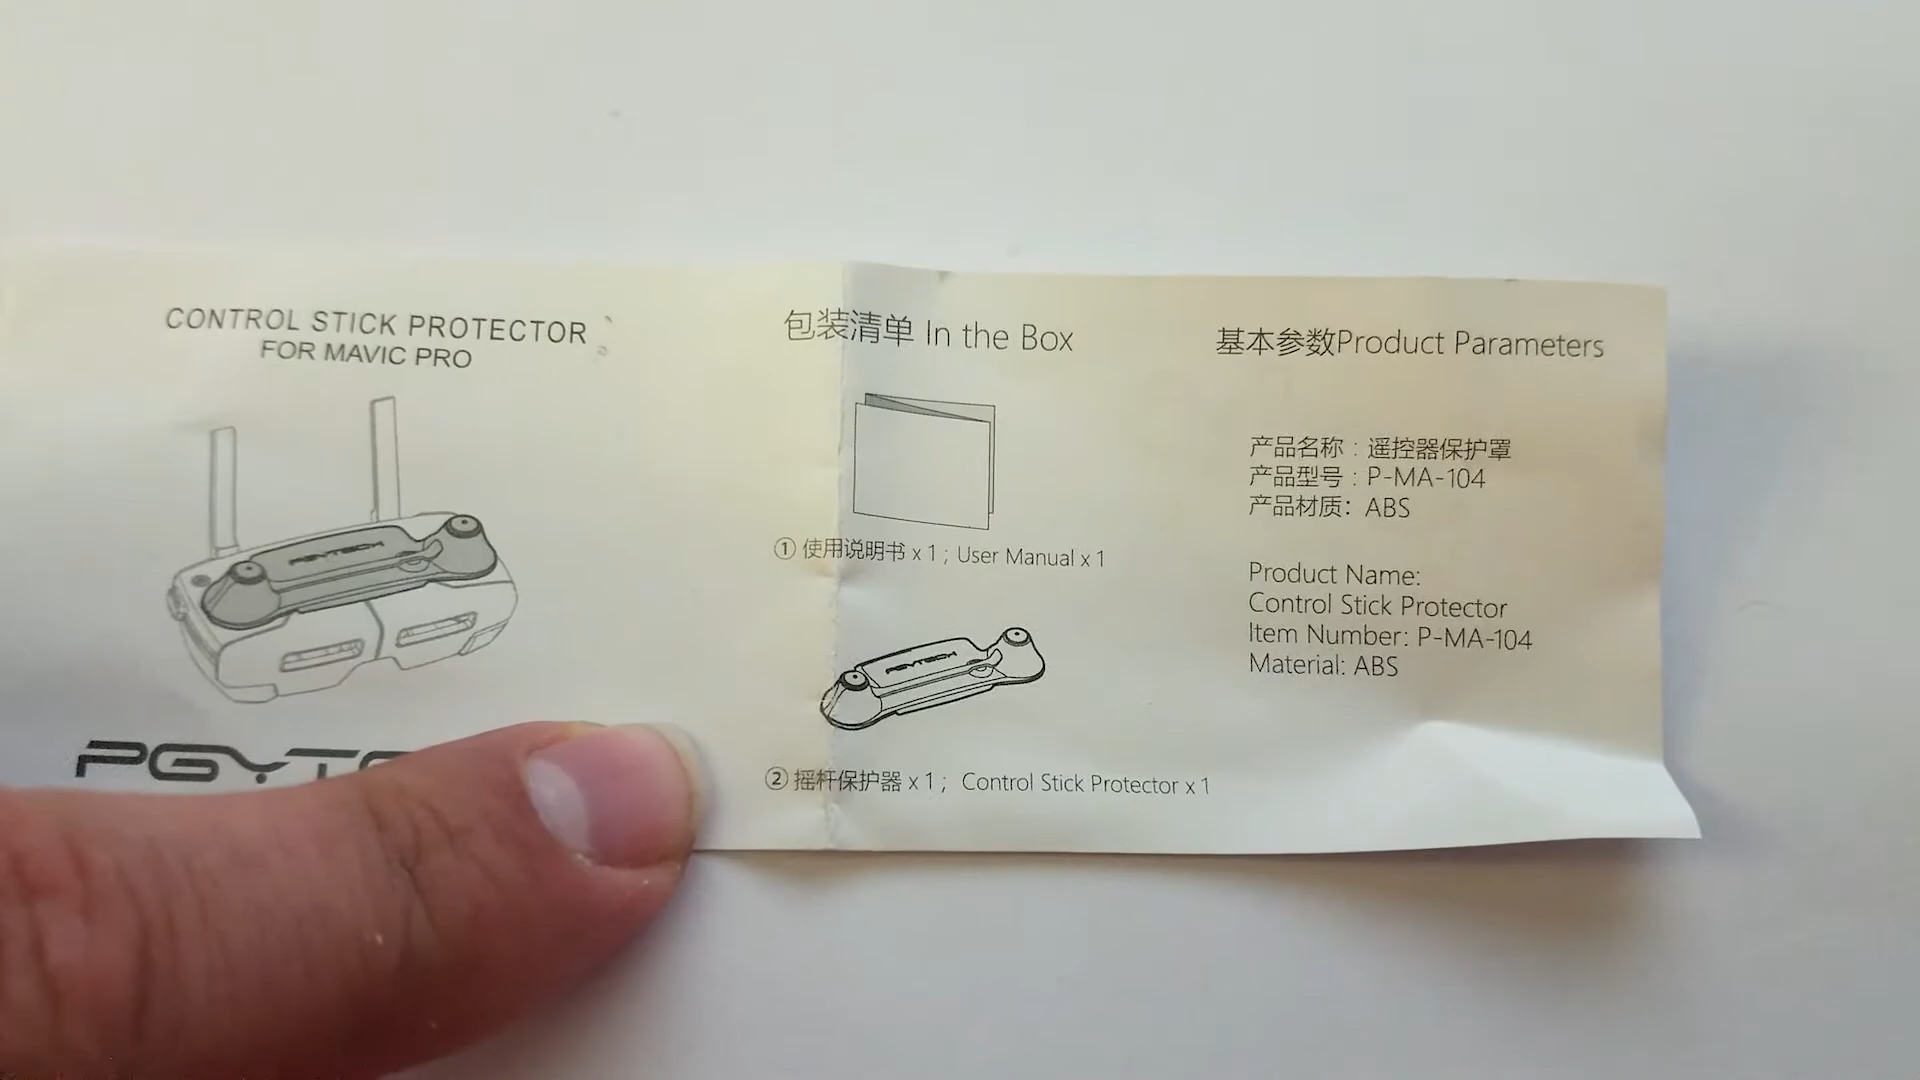 CONTROL STICK PROTECTOR
FOR MAVIC PRO
PGYTECH
包装清单 In the Box
① 使用说明书 x 1 ; User Manual x 1
PGYTECH
② 摇杆保护器 x 1 ; Control Stick Protector x 1
基本参数Product Parameters
产品名称 : 遥控器保护罩
产品型号 : P-MA-104
产品材质: ABS
Product Name:
Control Stick Protector
Item Number: P-MA-104
Material: ABS